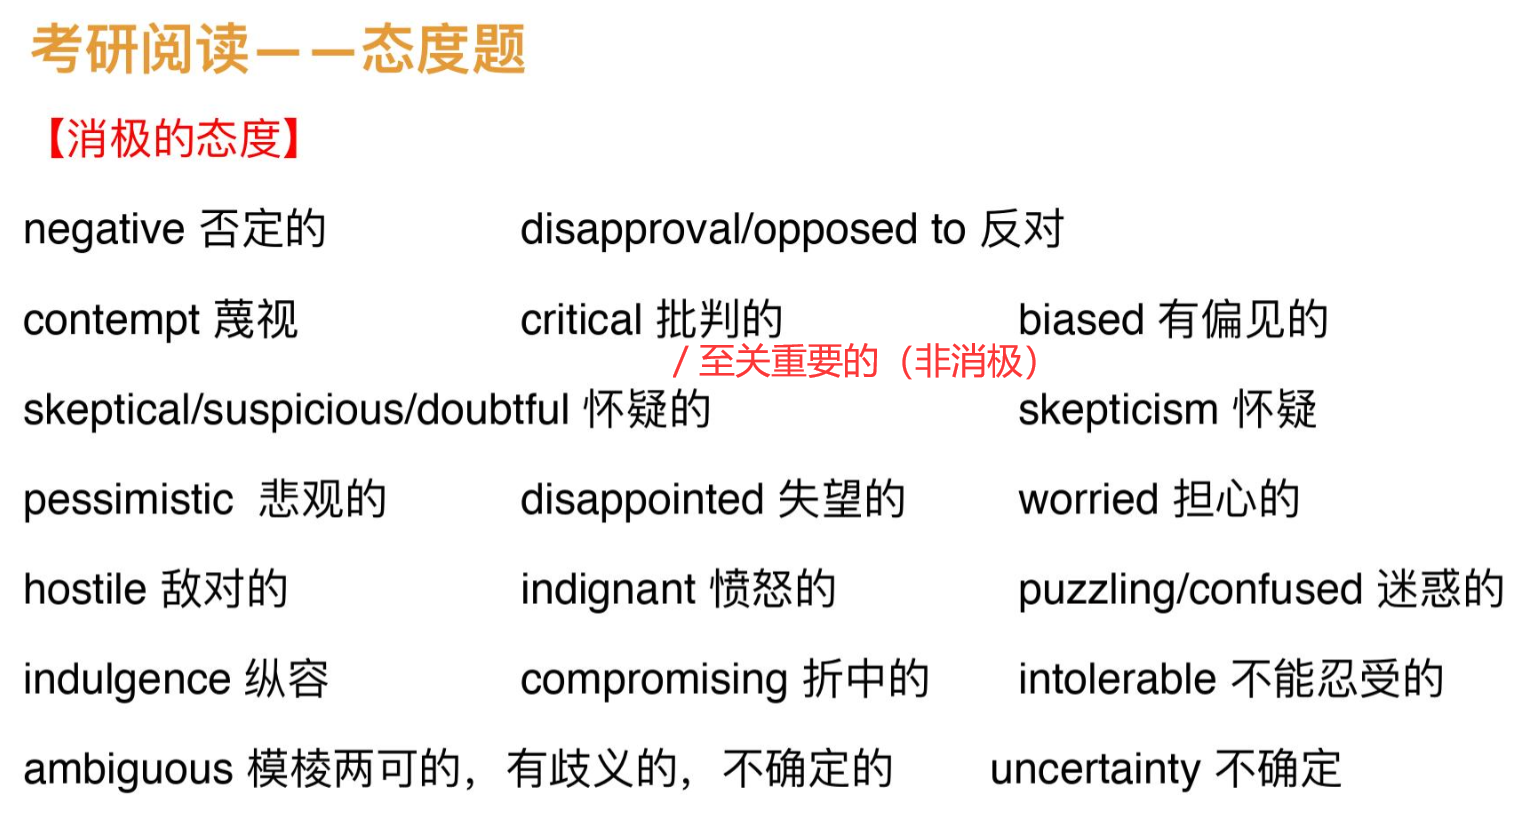 考研阅读——态度题
【消极的态度】
negative 否定的 disapproval/opposed to 反对
contempt 蔑视 critical 批判的 biased 有偏见的
/ 至关重要的（非消极）
skeptical/suspicious/doubtful 怀疑的 skepticism 怀疑
pessimistic 悲观的 disappointed 失望的 worried 担心的
hostile 敌对的 indignant 愤怒的 puzzling/confused 迷惑的
indulgence 纵容 compromising 折中的 intolerable 不能忍受的
ambiguous 模棱两可的，有歧义的，不确定的 uncertainty 不确定